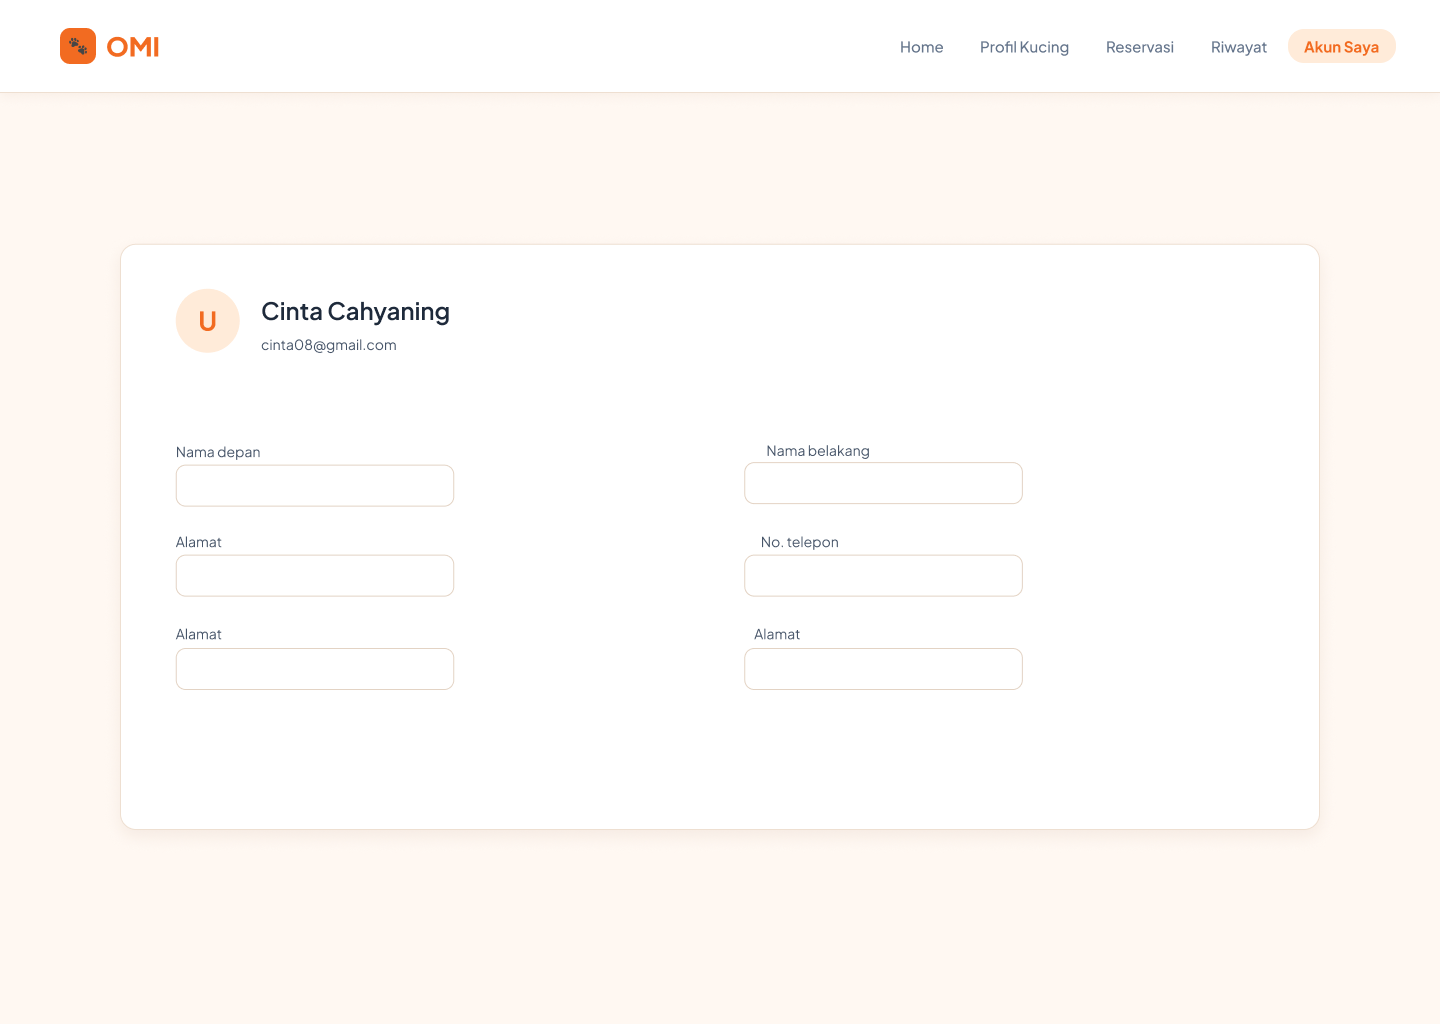 OMI
Home
Profil Kucing
Reservasi
Riwayat
Akun Saya
U
Cinta Cahyaning
cinta08@gmail.com
Nama depan
Nama belakang
Alamat
No. telepon
Alamat
Alamat